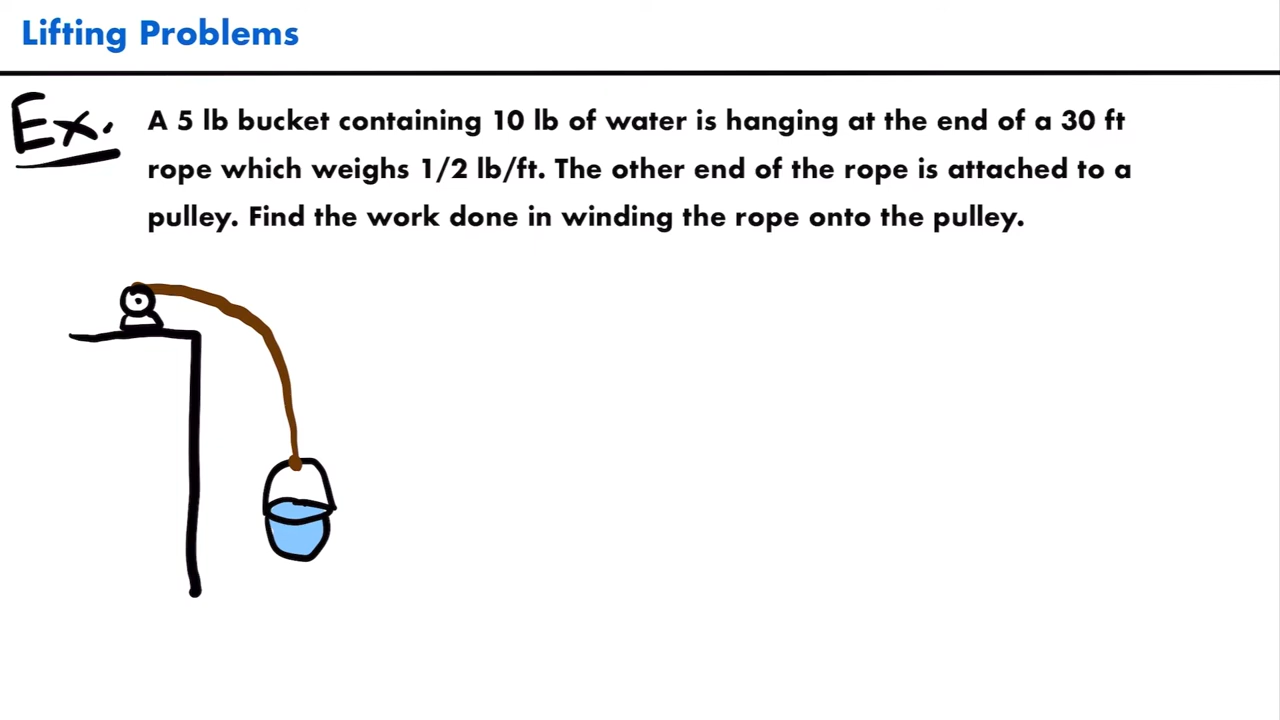 Lifting Problems
Ex. A 5 lb bucket containing 10 lb of water is hanging at the end of a 30 ft
rope which weighs 1/2 lb/ft. The other end of the rope is attached to a
pulley. Find the work done in winding the rope onto the pulley.